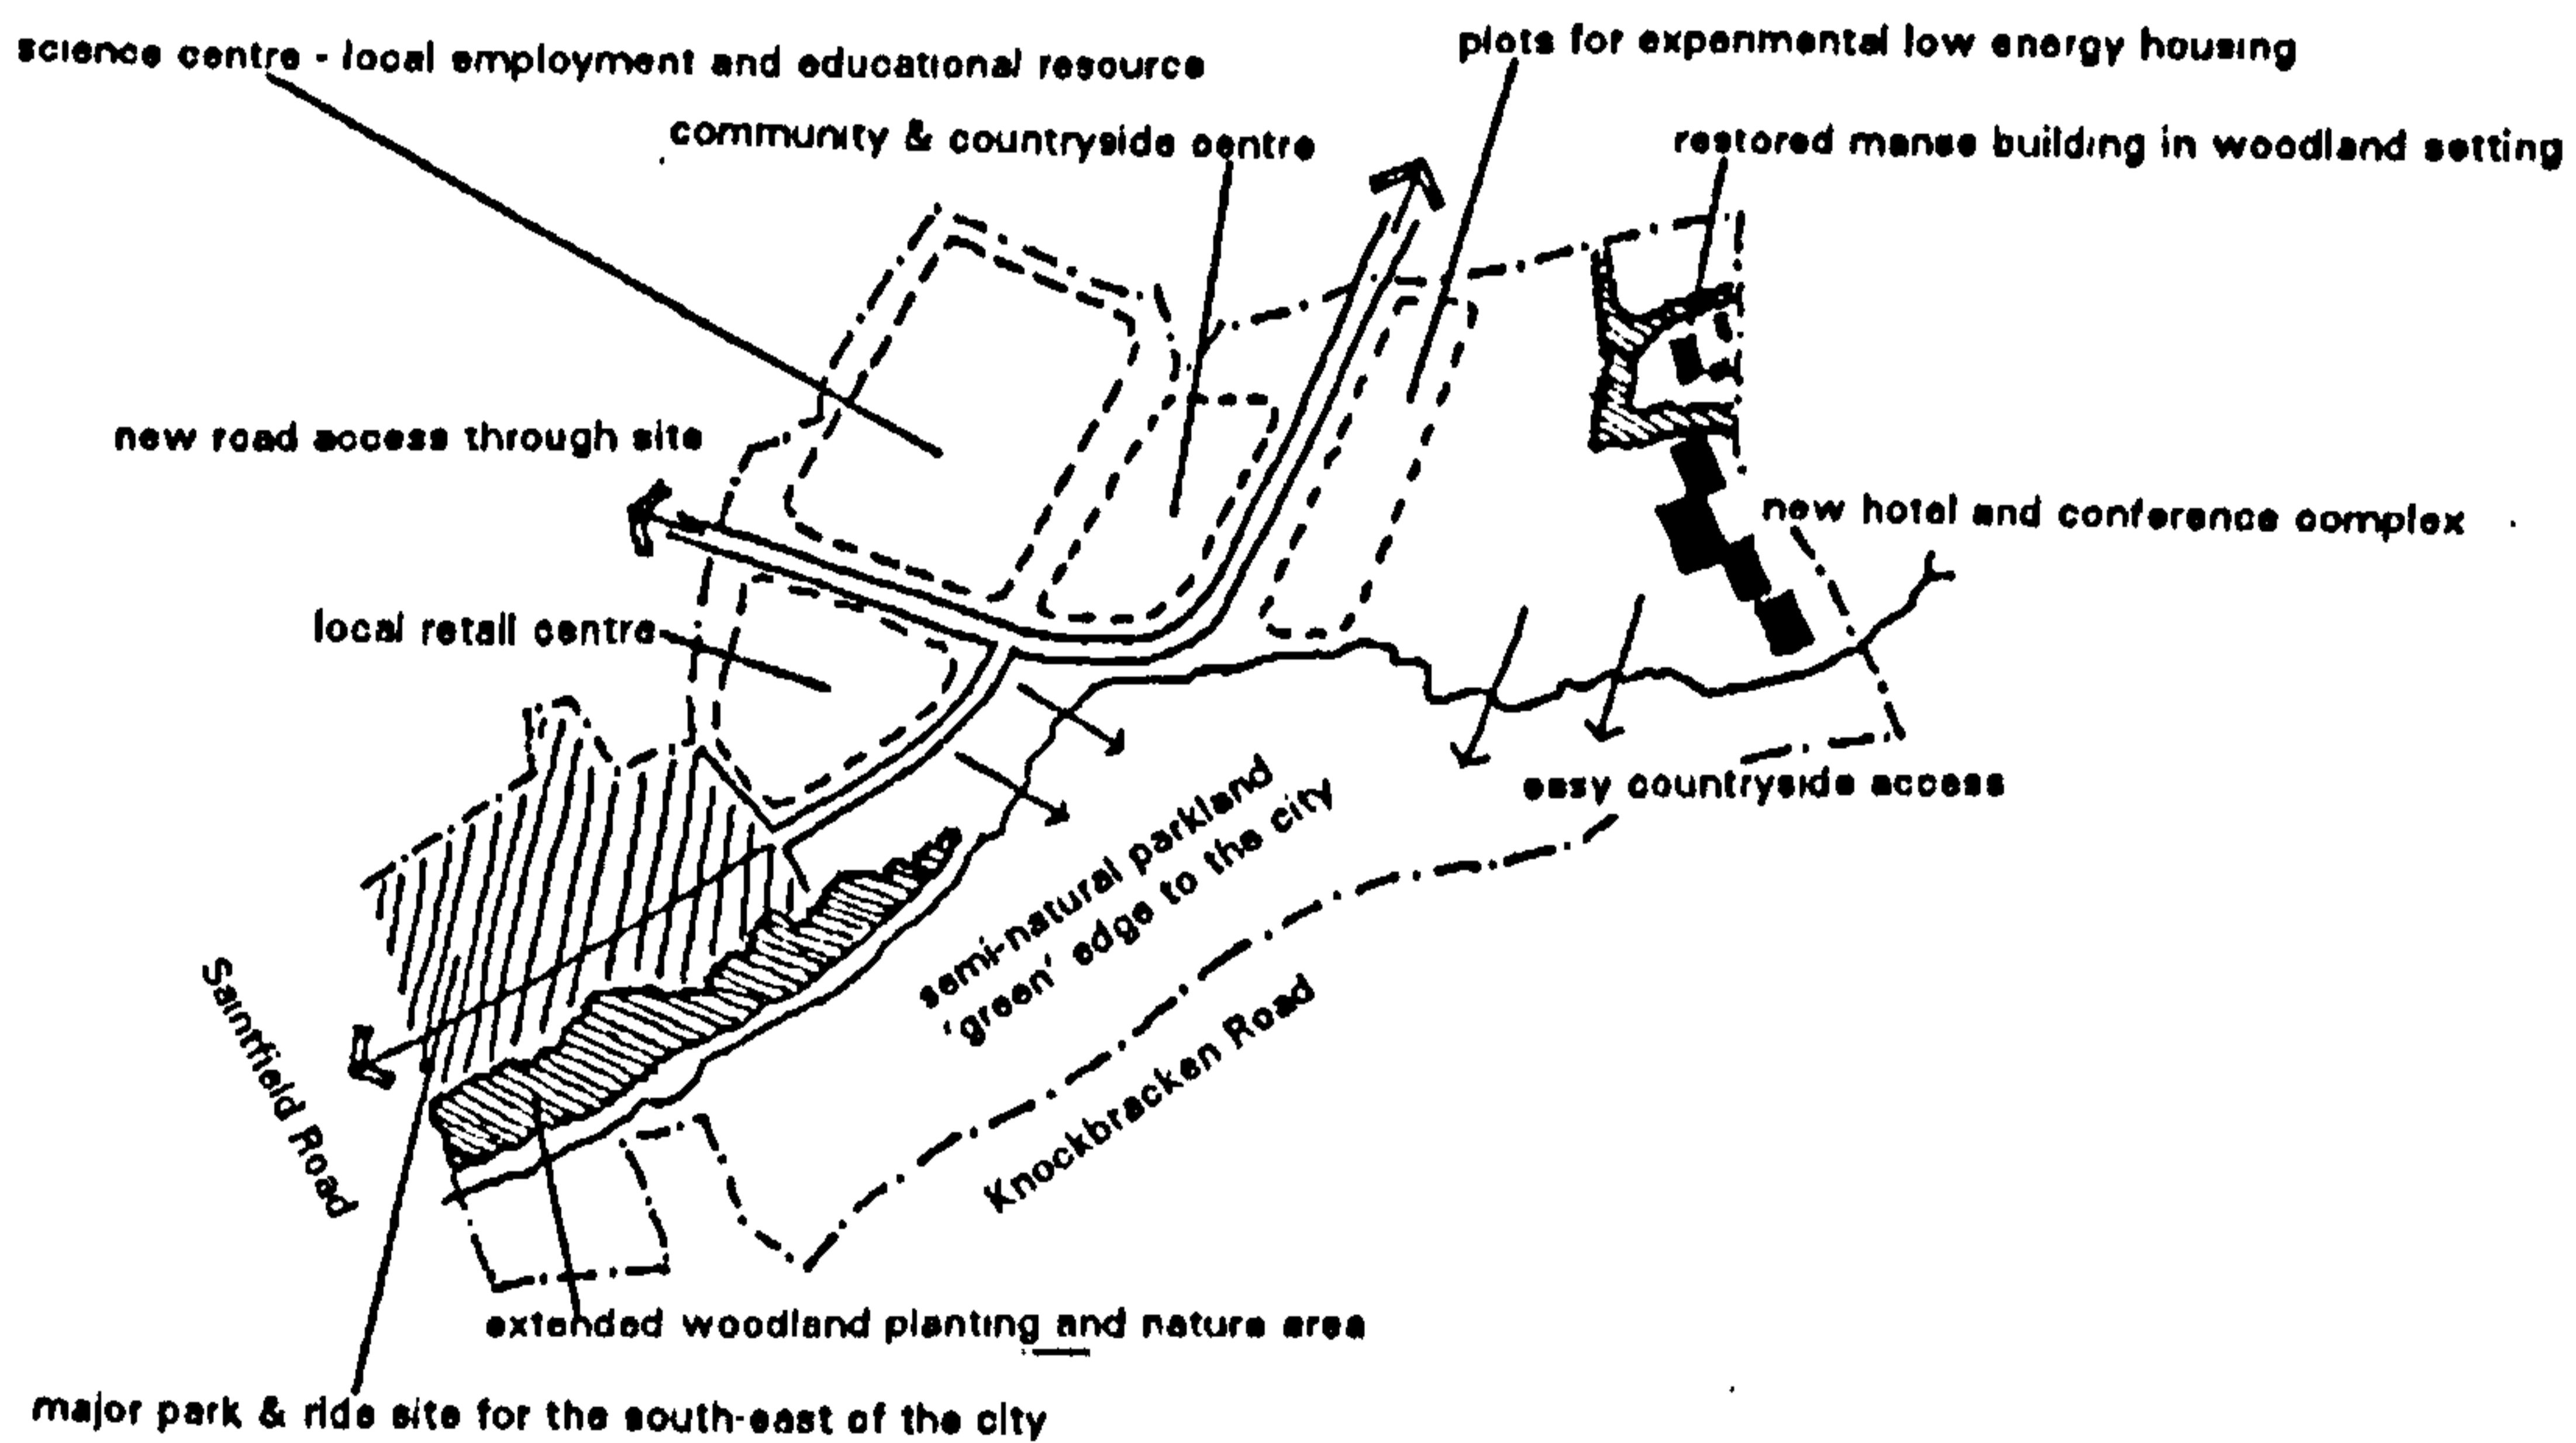 science centre - local employment and educational resource
plots for experimental low energy housing
community & countryside centre
restored manse building in woodland setting
new road access through site
new hotel and conference complex
local retail centre
easy countryside access
semi-natural parkland
'green' edge to the city
Saintfield Road
Knockbracken Road
extended woodland planting and nature area
major park & ride site for the south-east of the city